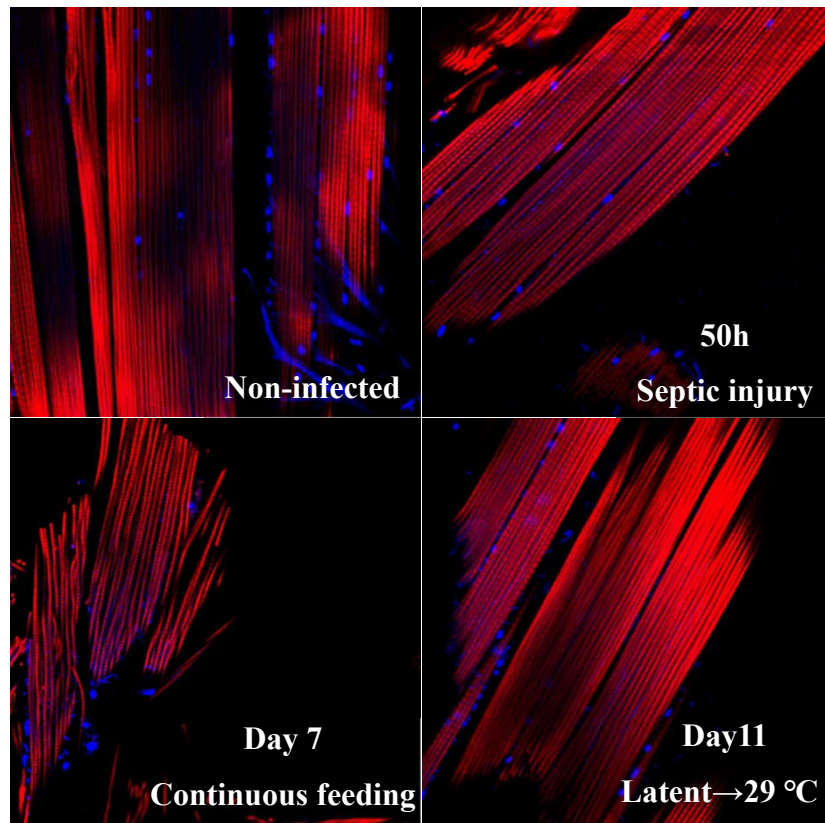 Non-infected
50h
Septic injury
Day 7
Continuous feeding
Day11
Latent→29 °C